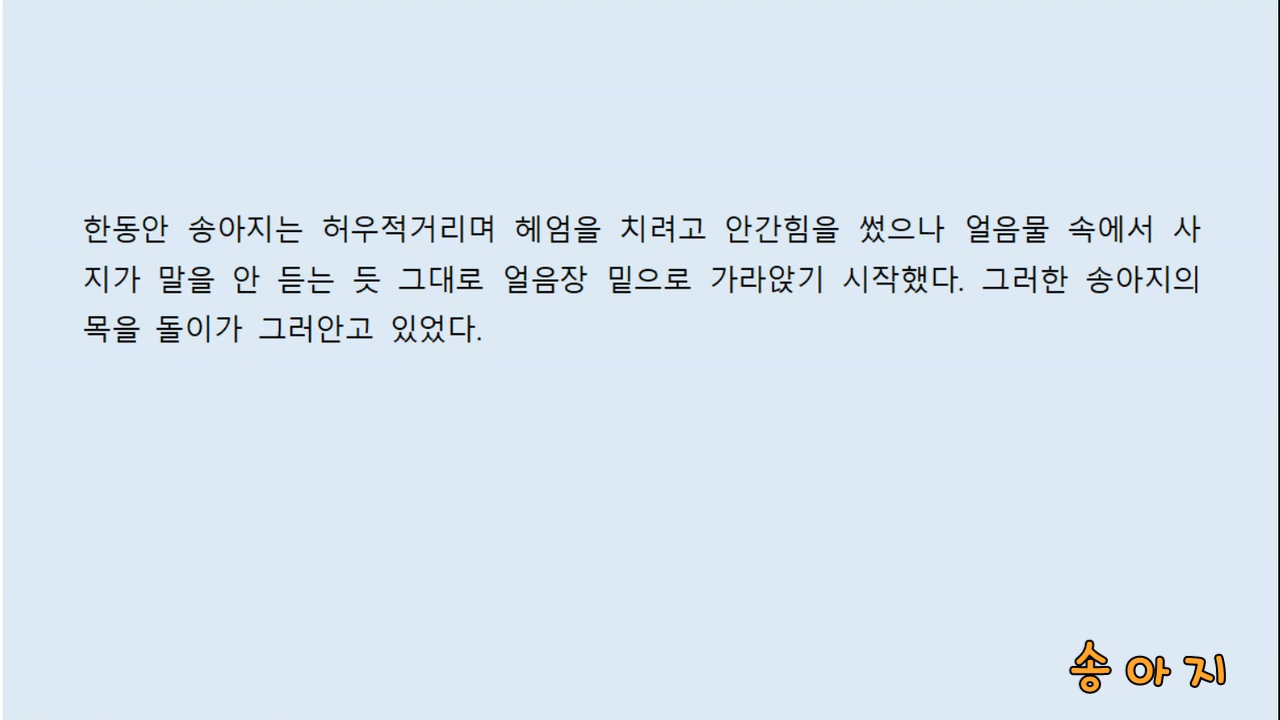 한동안 송아지는 허우적거리며 헤엄을 치려고 안간힘을 썼으나 얼음물 속에서 사
지가 말을 안 듣는 듯 그대로 얼음장 밑으로 가라앉기 시작했다. 그러한 송아지의
목을 돌이가 그러안고 있었다.
송아지